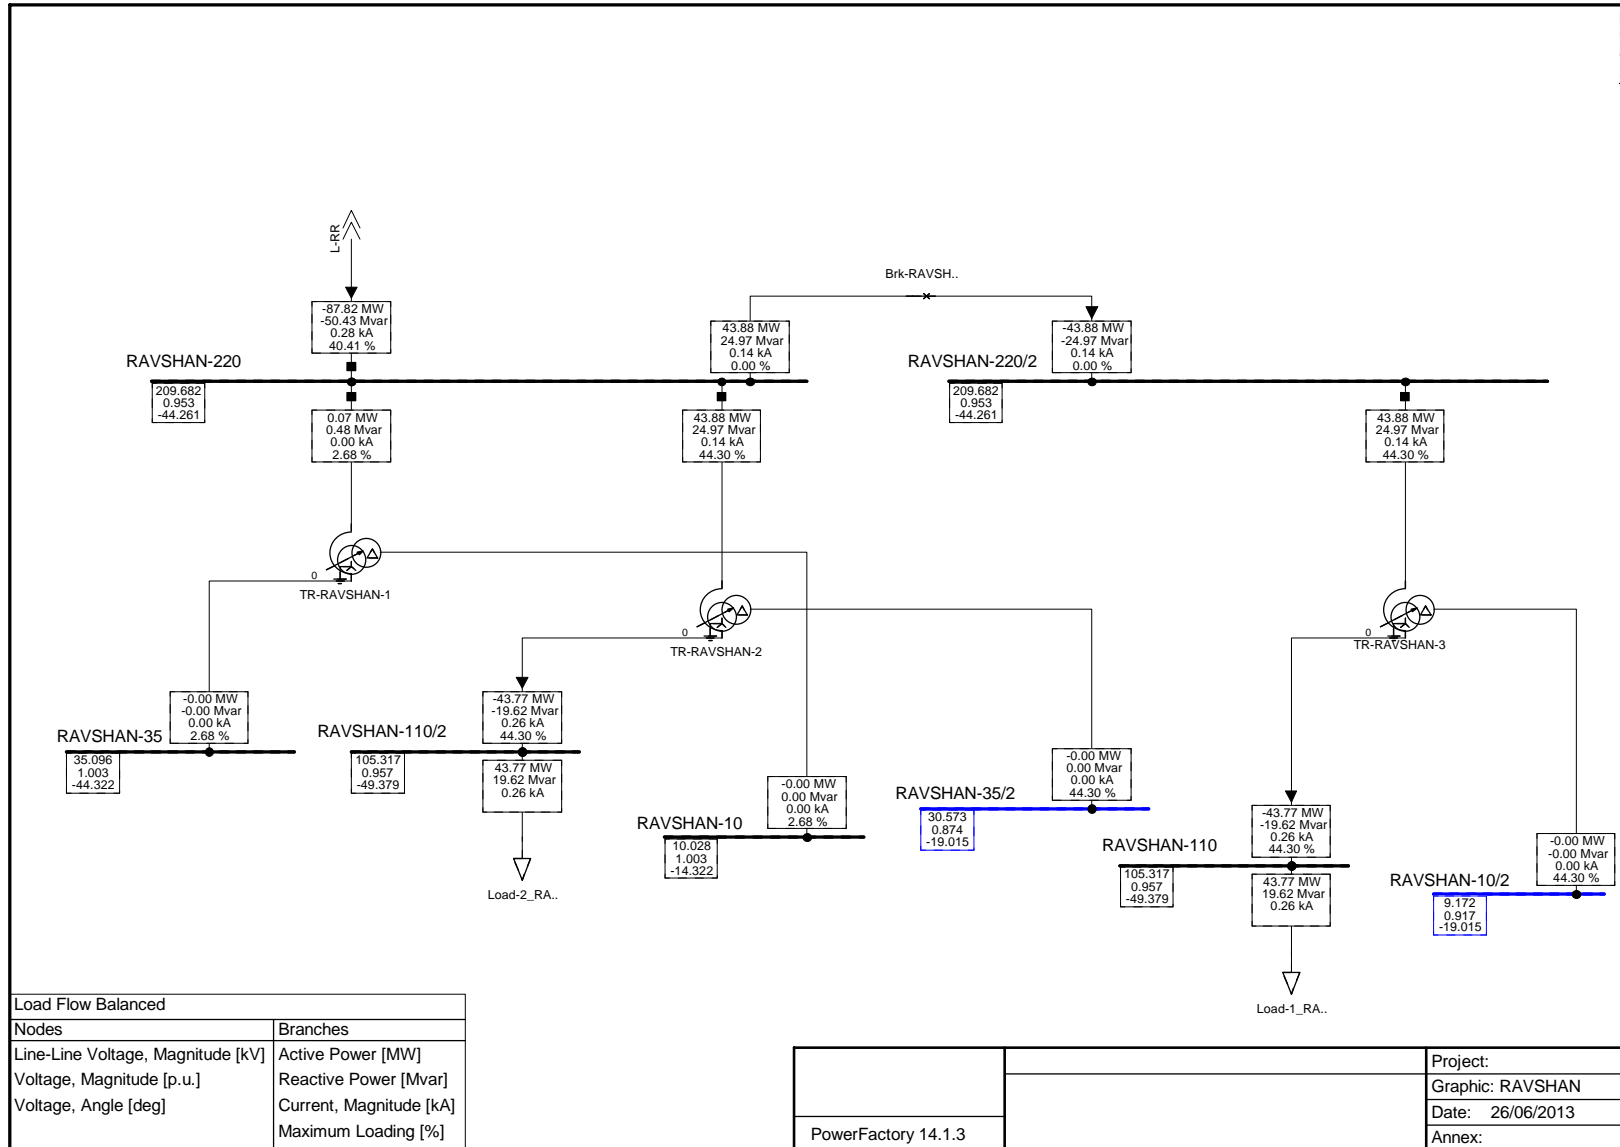 L-RR
Brk-RAVSH..
-87.82 MW
-50.43 Mvar
0.28 kA
40.41 %
43.88 MW
24.97 Mvar
0.14 kA
0.00 %
-43.88 MW
-24.97 Mvar
0.14 kA
0.00 %
RAVSHAN-220
RAVSHAN-220/2
209.682
0.953
-44.261
209.682
0.953
-44.261
0.07 MW
0.48 Mvar
0.00 kA
2.68 %
43.88 MW
24.97 Mvar
0.14 kA
44.30 %
43.88 MW
24.97 Mvar
0.14 kA
44.30 %
0
TR-RAVSHAN-1
0
TR-RAVSHAN-2
0
TR-RAVSHAN-3
-0.00 MW
-0.00 Mvar
0.00 kA
2.68 %
RAVSHAN-35
35.096
1.003
-44.322
-43.77 MW
-19.62 Mvar
0.26 kA
44.30 %
RAVSHAN-110/2
105.317
0.957
-49.379
43.77 MW
19.62 Mvar
0.26 kA
Load-2_RA..
-0.00 MW
0.00 Mvar
0.00 kA
2.68 %
RAVSHAN-10
10.028
1.003
-14.322
-0.00 MW
0.00 Mvar
0.00 kA
44.30 %
RAVSHAN-35/2
30.573
0.874
-19.015
-43.77 MW
-19.62 Mvar
0.26 kA
44.30 %
RAVSHAN-110
105.317
0.957
-49.379
43.77 MW
19.62 Mvar
0.26 kA
Load-1_RA..
-0.00 MW
-0.00 Mvar
0.00 kA
44.30 %
RAVSHAN-10/2
9.172
0.917
-19.015
Load Flow Balanced
Nodes
Branches
Line-Line Voltage, Magnitude [kV]
Active Power [MW]
Voltage, Magnitude [p.u.]
Reactive Power [Mvar]
Voltage, Angle [deg]
Current, Magnitude [kA]
Maximum Loading [%]
PowerFactory 14.1.3
Project:
Graphic: RAVSHAN
Date: 26/06/2013
Annex: